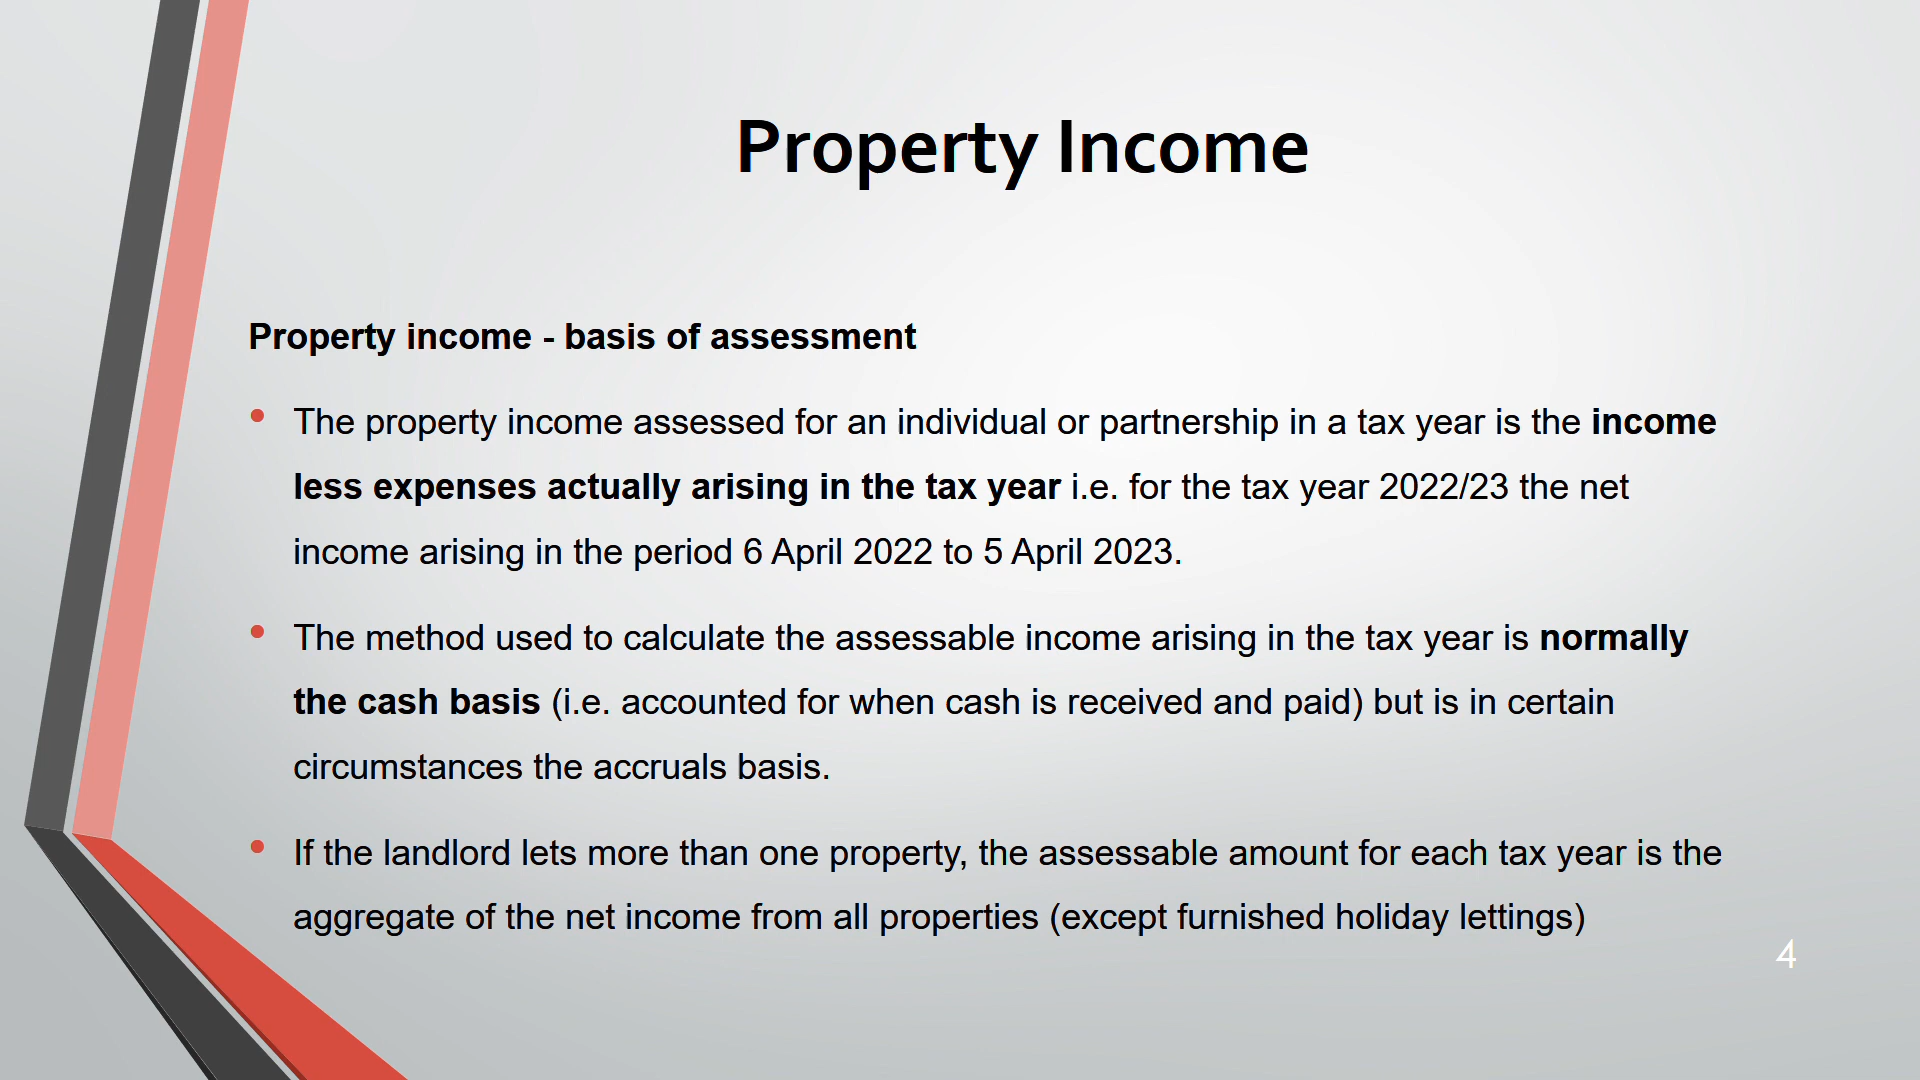 Property Income
Property income - basis of assessment
• The property income assessed for an individual or partnership in a tax year is the income
less expenses actually arising in the tax year i.e. for the tax year 2022/23 the net
income arising in the period 6 April 2022 to 5 April 2023.
• The method used to calculate the assessable income arising in the tax year is normally
the cash basis (i.e. accounted for when cash is received and paid) but is in certain
circumstances the accruals basis.
• If the landlord lets more than one property, the assessable amount for each tax year is the
aggregate of the net income from all properties (except furnished holiday lettings)
4